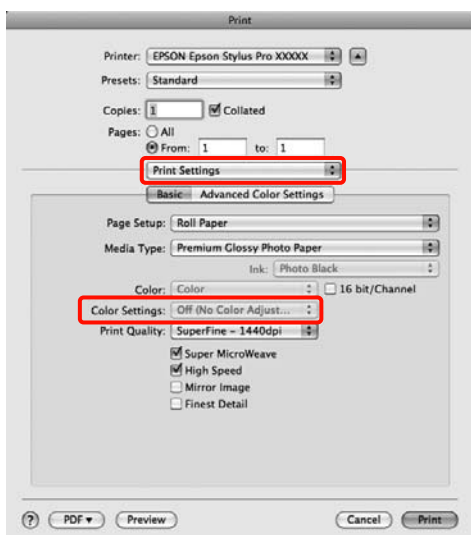 Print
Printer: EPSON Epson Stylus Pro XXXXX
Presets: Standard
Copies: 1 Collated
Pages: All
From: 1 to: 1
Print Settings
Basic Advanced Color Settings
Page Setup: Roll Paper
Media Type: Premium Glossy Photo Paper
Ink: Photo Black
Color: Color 16 bit/Channel
Color Settings: Off (No Color Adjust...
Print Quality: SuperFine - 1440dpi
Super MicroWeave
High Speed
Mirror Image
Finest Detail
? PDF Preview Cancel Print